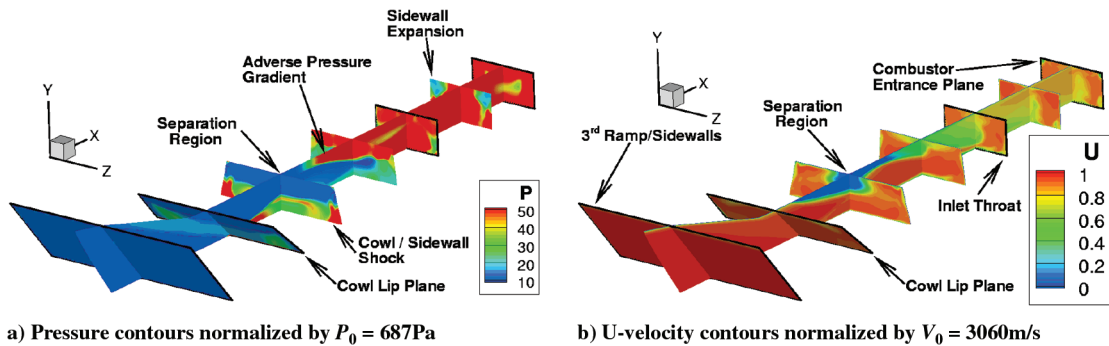 Sidewall
Expansion
Adverse Pressure
Gradient
Separation
Region
Y
X
Z
Cowl / Sidewall
Shock
Cowl Lip Plane
P
50
40
30
20
10
a) Pressure contours normalized by P0 = 687Pa
Combustor
Entrance Plane
Separation
Region
3rd Ramp/Sidewalls
Y
X
Z
Inlet Throat
Cowl Lip Plane
U
1
0.8
0.6
0.4
0.2
0
b) U-velocity contours normalized by V0 = 3060m/s